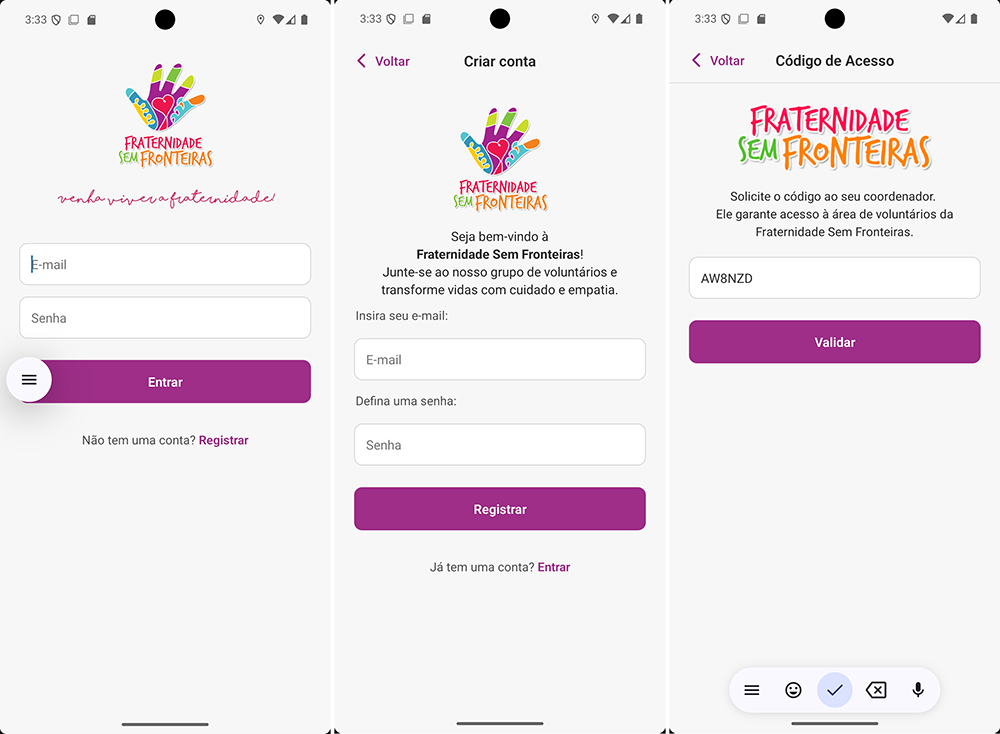 3:33
FRATERNIDADE
SEM FRONTEIRAS
venha viver a fraternidade!
E-mail
Senha
Entrar
Não tem uma conta? Registrar
3:33
Voltar
Criar conta
FRATERNIDADE
SEM FRONTEIRAS
Seja bem-vindo à
Fraternidade Sem Fronteiras!
Junte-se ao nosso grupo de voluntários e
transforme vidas com cuidado e empatia.
Insira seu e-mail:
E-mail
Defina uma senha:
Senha
Registrar
Já tem uma conta? Entrar
3:33
Voltar
Código de Acesso
FRATERNIDADE
SEM FRONTEIRAS
Solicite o código ao seu coordenador.
Ele garante acesso à área de voluntários da
Fraternidade Sem Fronteiras.
AW8NZD
Validar